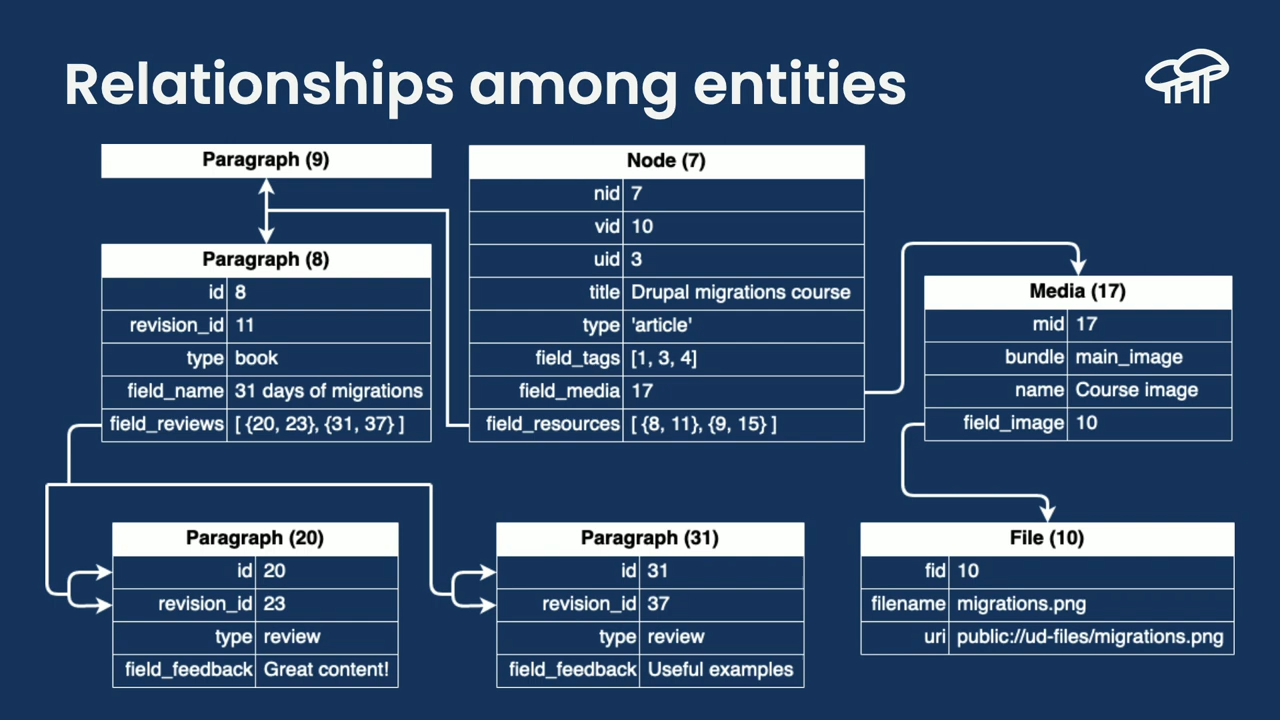 Relationships among entities
Paragraph (9)
Paragraph (8)
id 8
revision_id 11
type book
field_name 31 days of migrations
field_reviews [ {20, 23}, {31, 37} ]
Node (7)
nid 7
vid 10
uid 3
title Drupal migrations course
type 'article'
field_tags [1, 3, 4]
field_media 17
field_resources [ {8, 11}, {9, 15} ]
Media (17)
mid 17
bundle main_image
name Course image
field_image 10
Paragraph (20)
id 20
revision_id 23
type review
field_feedback Great content!
Paragraph (31)
id 31
revision_id 37
type review
field_feedback Useful examples
File (10)
fid 10
filename migrations.png
uri public://ud-files/migrations.png